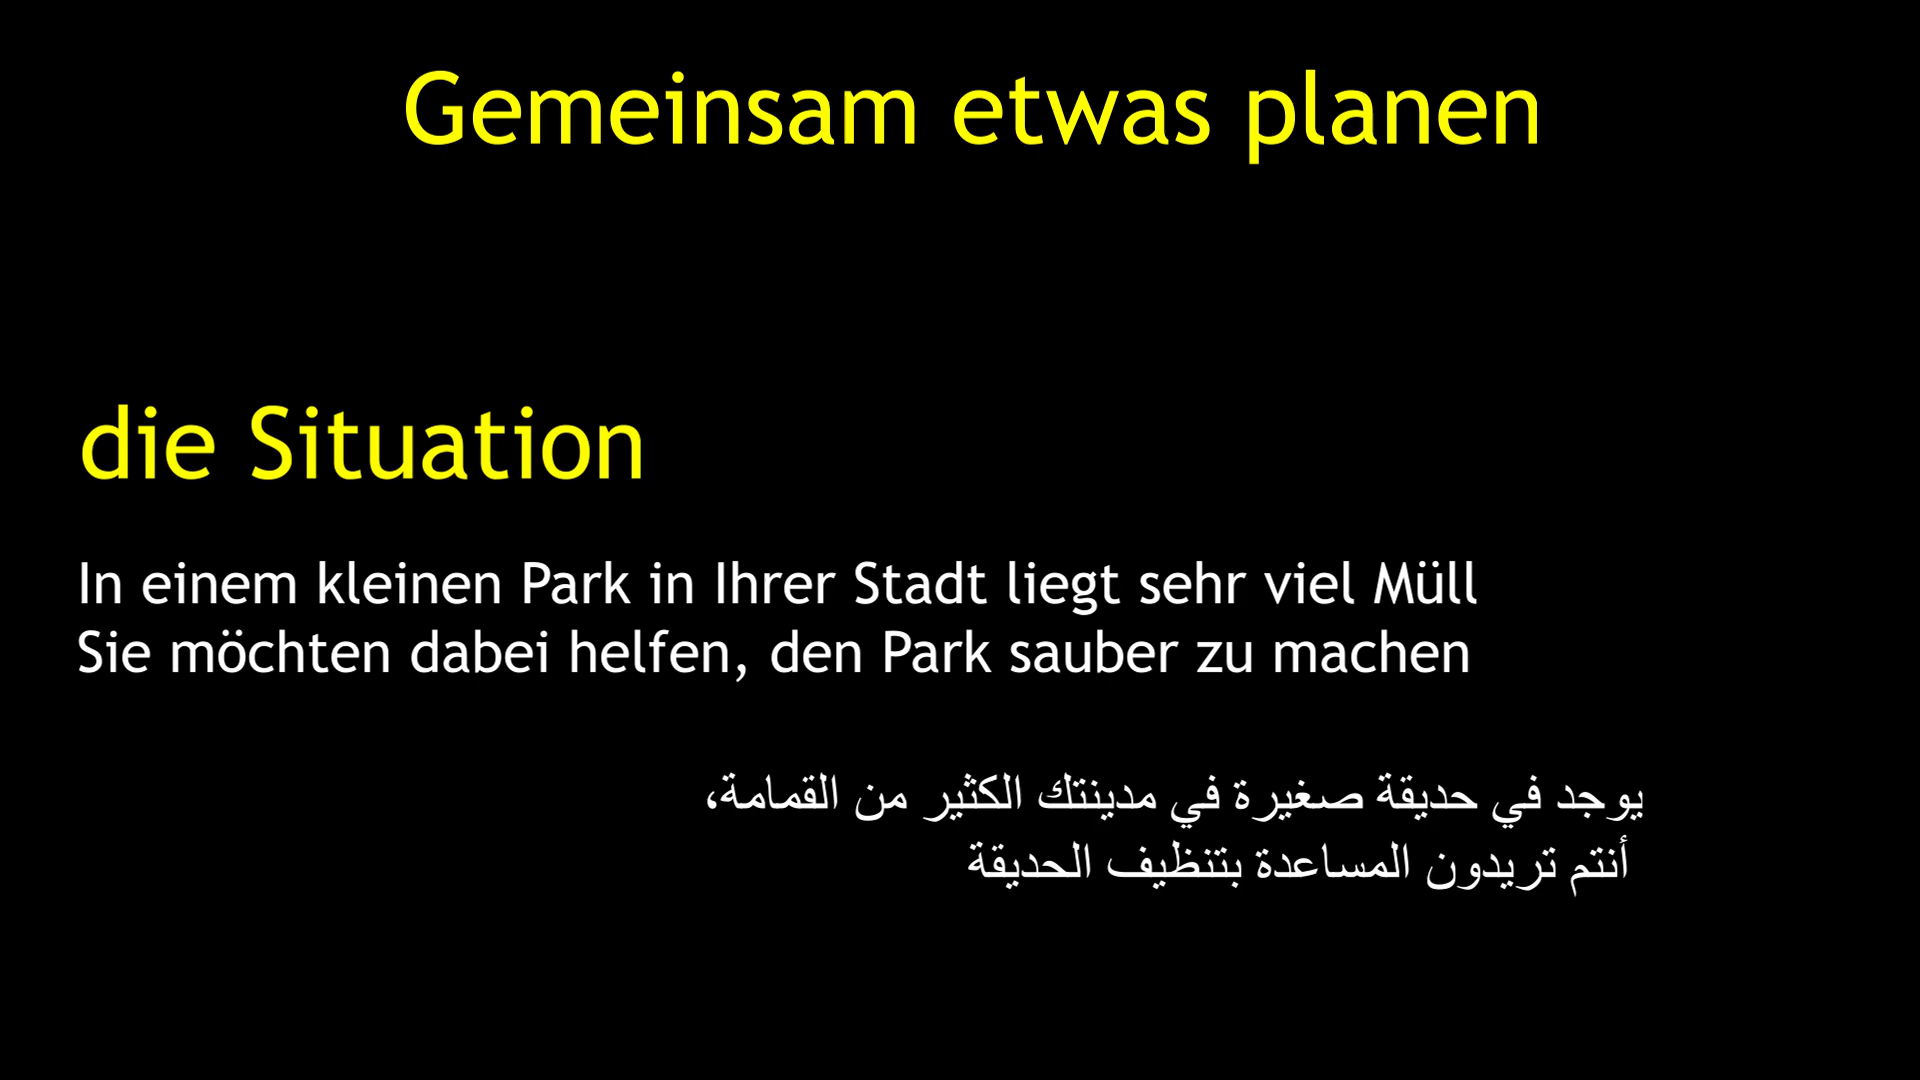 Gemeinsam etwas planen
die Situation
In einem kleinen Park in Ihrer Stadt liegt sehr viel Müll
Sie möchten dabei helfen, den Park sauber zu machen
يوجد في حديقة صغيرة في مدينتك الكثير من القمامة،
أنتم تريدون المساعدة بتنظيف الحديقة